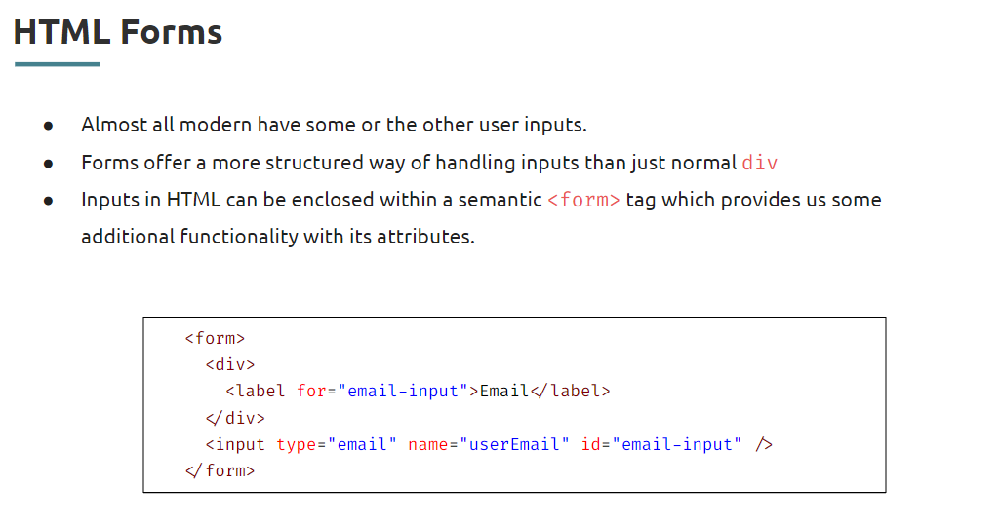 HTML Forms
● Almost all modern have some or the other user inputs.
● Forms offer a more structured way of handling inputs than just normal div
● Inputs in HTML can be enclosed within a semantic <form> tag which provides us some
additional functionality with its attributes.
<form>
<div>
<label for="email-input">Email</label>
</div>
<input type="email" name="userEmail" id="email-input" />
</form>